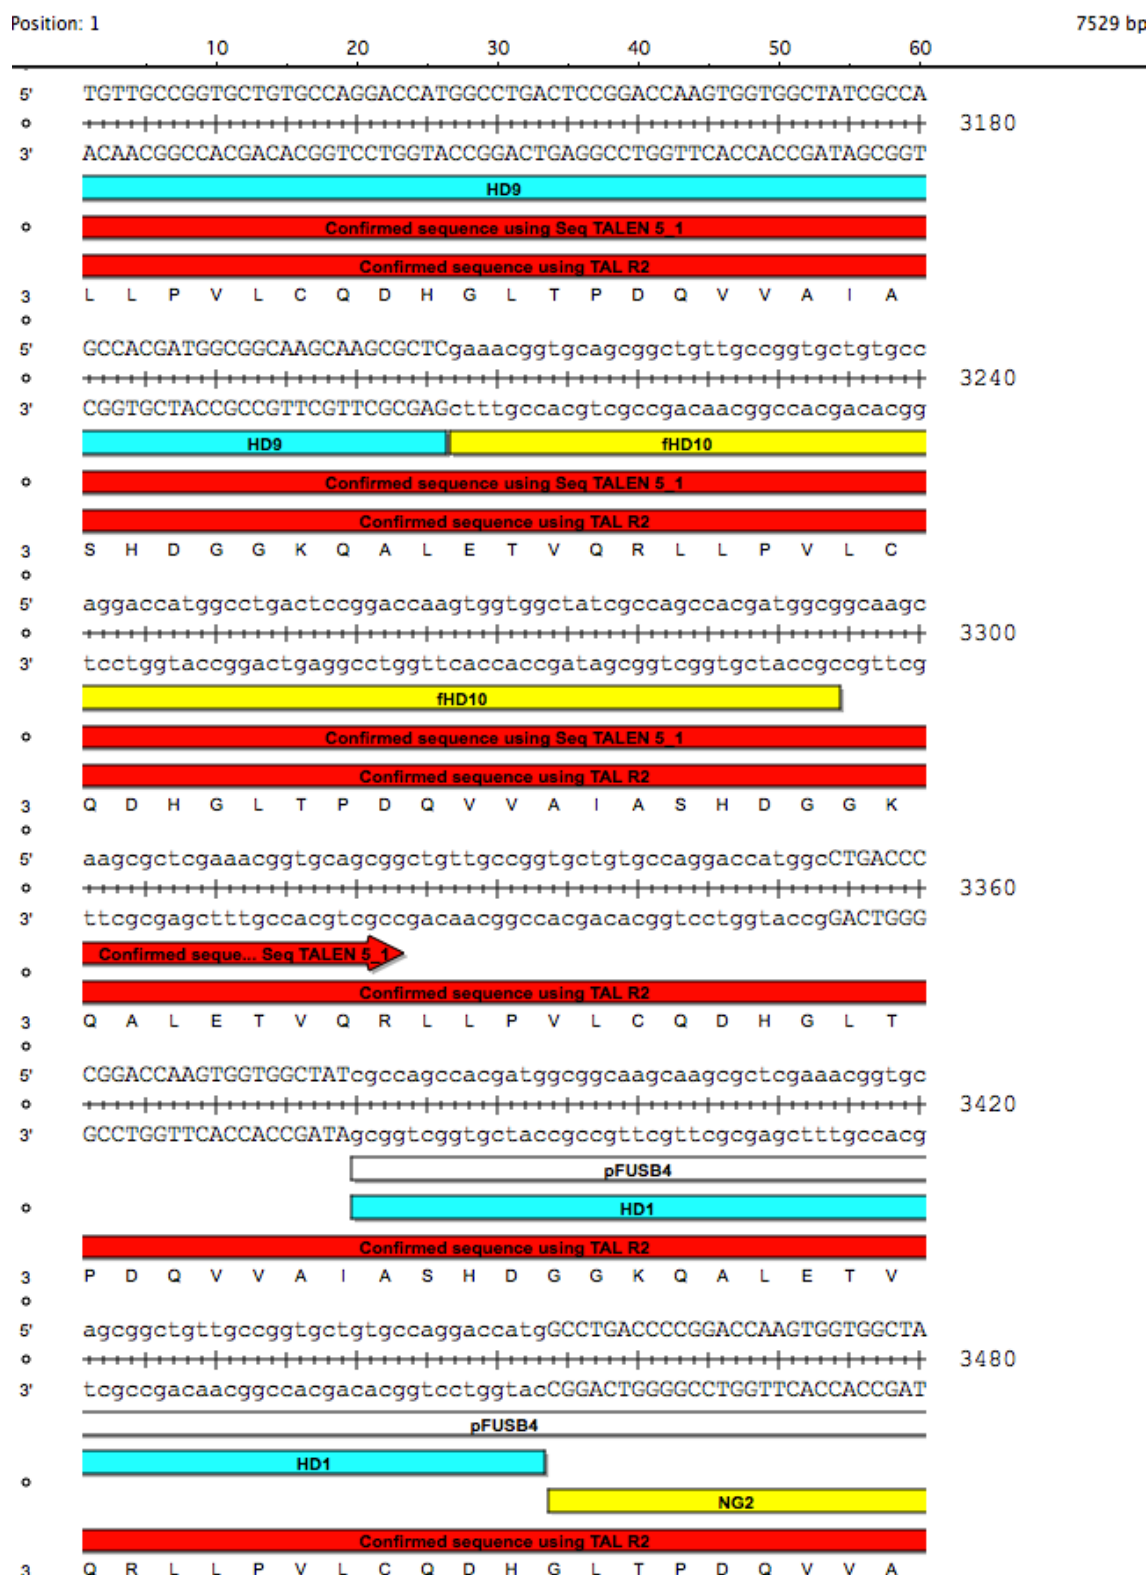 Position: 1 7529 bp
10 20 30 40 50 60
5' TGTTGCCGGTGCTGTGCCAGGACCATGGCCTGACTCCGGACCAAGTGGTGGCTATCGCCA
3180
3' ACAACGGCCACGACACGGTCCTGGTACCGGACTGAGGCCTGGTTCACCACCGATAGCGGT
HD9
Confirmed sequence using Seq TALEN 5_1
Confirmed sequence using TAL R2
3 L L P V L C Q D H G L T P D Q V V A I A
5' GCCACGATGGCGGCAAGCAAGCGCTCgaaacggtgcagcggctgttgccggtgctgtgcc
3240
3' CGGTGCTACCGCCGTTCGTTCGCGAGctttgccacgtcgccgacaacggccacgacacgg
HD9 fHD10
Confirmed sequence using Seq TALEN 5_1
Confirmed sequence using TAL R2
3 S H D G G K Q A L E T V Q R L L P V L C
5' aggaccatggcctgactccggaccaagtggtggctatcgccagccacgatggcggcaagc
3300
3' tcctggtaccggactgaggcctggttcaccaccgatagcggtcggtgctaccgccgttcg
fHD10
Confirmed sequence using Seq TALEN 5_1
Confirmed sequence using TAL R2
3 Q D H G L T P D Q V V A I A S H D G G K
5' aagcgctcgaaacggtgcagcggctgttgccggtgctgtgccaggaccatggcCTGACCC
3360
3' ttcgcgagctttgccacgtcgccgacaacggccacgacacggtcctggtaccgGACTGGG
Confirmed seque... Seq TALEN 5_1
Confirmed sequence using TAL R2
3 Q A L E T V Q R L L P V L C Q D H G L T
5' CGGACCAAGTGGTGGCTATcgccagccacgatggcggcaagcaagcgctcgaaacggtgc
3420
3' GCCTGGTTCACCACCGATAgcggtcggtgctaccgccgttcgttcgcgagctttgccacg
pFUSB4
HD1
Confirmed sequence using TAL R2
3 P D Q V V A I A S H D G G K Q A L E T V
5' agcggctgttgccggtgctgtgccaggaccatgGCCTGACCCCGGACCAAGTGGTGGCTA
3480
3' tcgccgacaacggccacgacacggtcctggtacCGGACTGGGGCCTGGTTCACCACCGAT
pFUSB4
HD1
NG2
Confirmed sequence using TAL R2
3 Q R L L P V L C Q D H G L T P D Q V V A